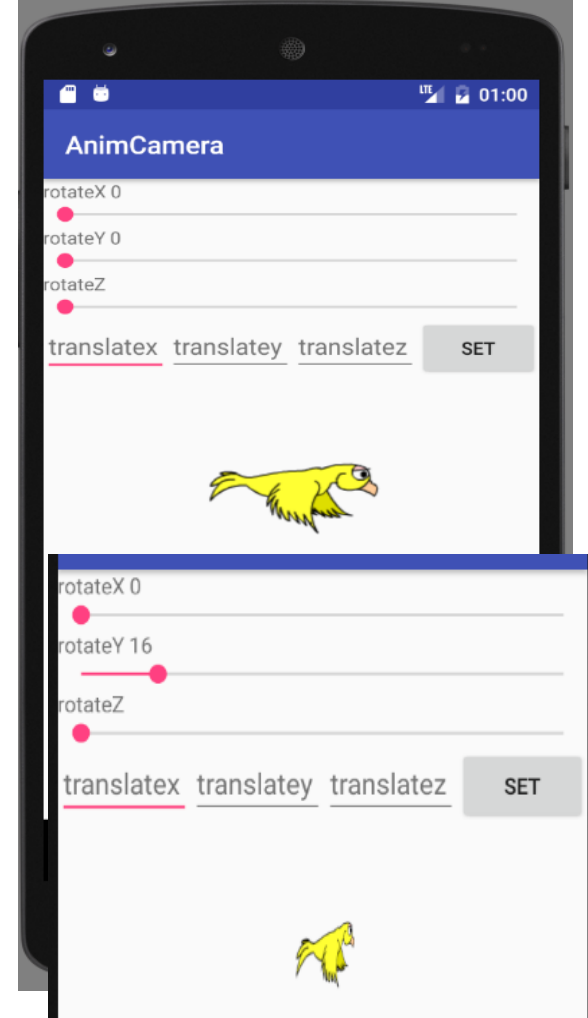 LTE 01:00
AnimCamera
rotateX 0
rotateY 0
rotateZ
translatex translatey translatez SET
rotateX 0
rotateY 16
rotateZ
translatex translatey translatez SET